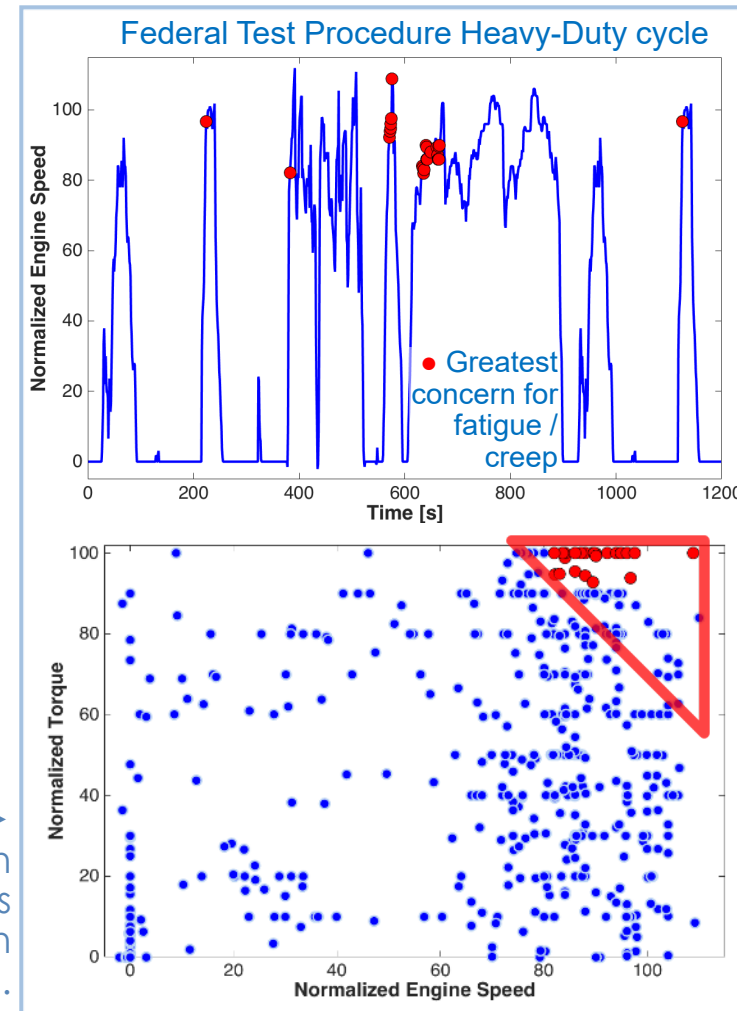 Federal Test Procedure Heavy-Duty cycle
Normalized Engine Speed
100
80
60
40
20
0
Greatest
concern for
fatigue /
creep
0 200 400 600 800 1000 1200
Time [s]
Normalized Torque
100
80
60
40
20
0
0 20 40 60 80 100
Normalized Engine Speed
n
s
n
.